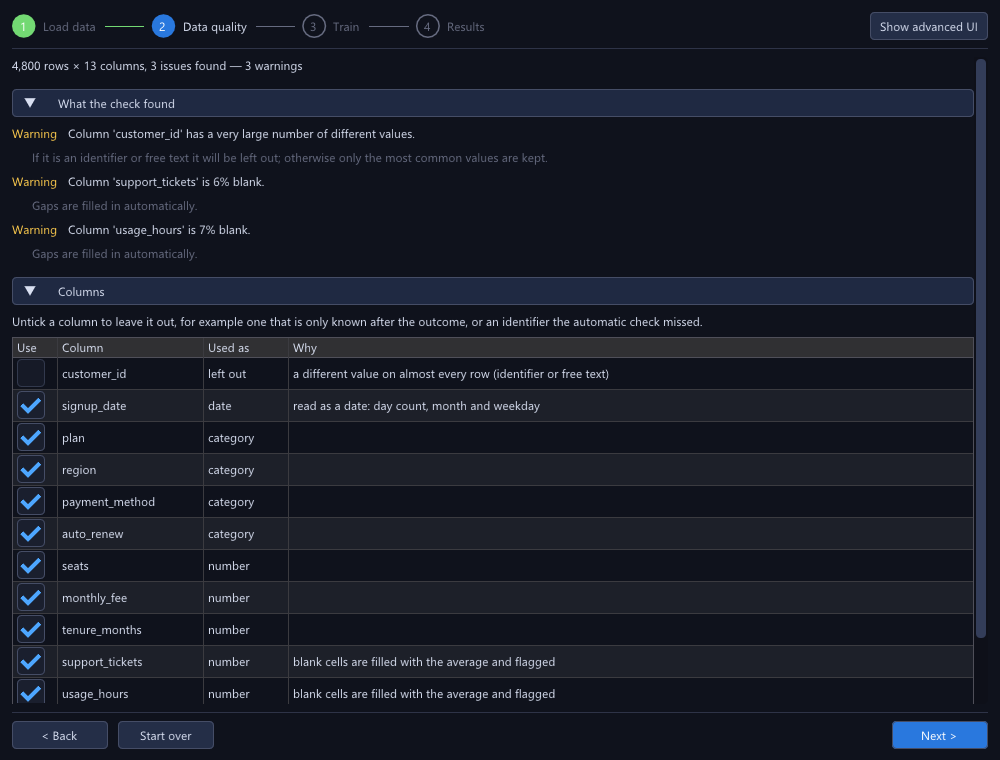 1 Load data 2 Data quality 3 Train 4 Results Show advanced UI
4,800 rows × 13 columns, 3 issues found — 3 warnings
▼ What the check found
Warning Column 'customer_id' has a very large number of different values.
If it is an identifier or free text it will be left out; otherwise only the most common values are kept.
Warning Column 'support_tickets' is 6% blank.
Gaps are filled in automatically.
Warning Column 'usage_hours' is 7% blank.
Gaps are filled in automatically.
▼ Columns
Untick a column to leave it out, for example one that is only known after the outcome, or an identifier the automatic check missed.
Use Column Used as Why
customer_id left out a different value on almost every row (identifier or free text)
signup_date date read as a date: day count, month and weekday
plan category
region category
payment_method category
auto_renew category
seats number
monthly_fee number
tenure_months number
support_tickets number blank cells are filled with the average and flagged
usage_hours number blank cells are filled with the average and flagged
< Back Start over Next >